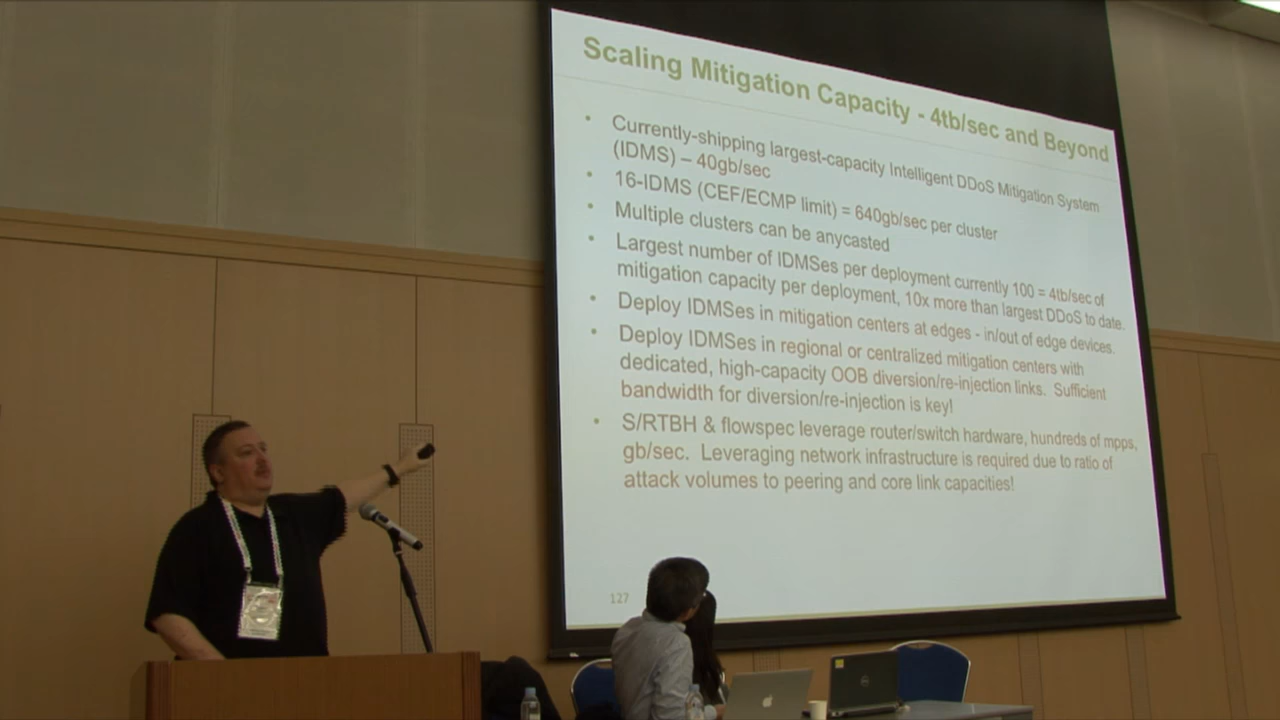 Scaling Mitigation Capacity - 4tb/sec and Beyond
• Currently-shipping largest-capacity Intelligent DDoS Mitigation System
(IDMS) – 40gb/sec
• 16-IDMS (CEF/ECMP limit) = 640gb/sec per cluster
• Multiple clusters can be anycasted
• Largest number of IDMSes per deployment currently 100 = 4tb/sec of
mitigation capacity per deployment, 10x more than largest DDoS to date.
• Deploy IDMSes in mitigation centers at edges - in/out of edge devices.
• Deploy IDMSes in regional or centralized mitigation centers with
dedicated, high-capacity OOB diversion/re-injection links. Sufficient
bandwidth for diversion/re-injection is key!
• S/RTBH & flowspec leverage router/switch hardware, hundreds of mpps,
gb/sec. Leveraging network infrastructure is required due to ratio of
attack volumes to peering and core link capacities!
127